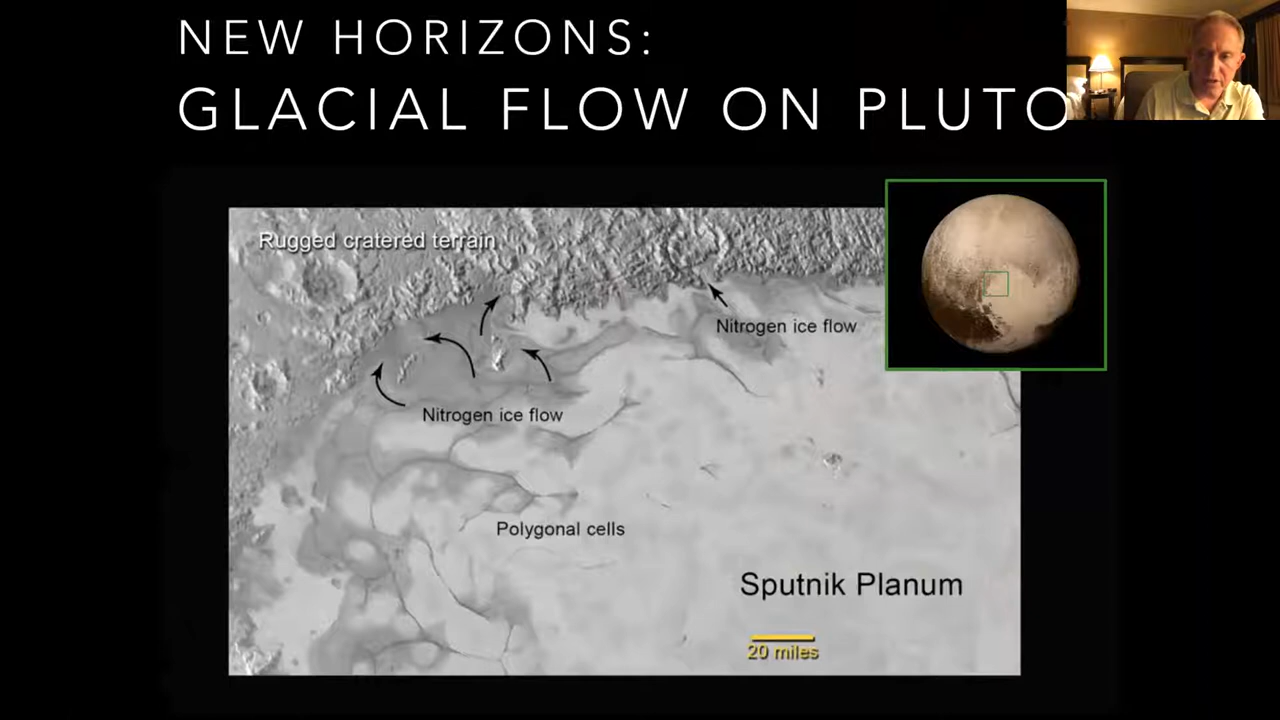 NEW HORIZONS:
GLACIAL FLOW ON PLUTO
Rugged cratered terrain
Nitrogen ice flow
Nitrogen ice flow
Polygonal cells
Sputnik Planum
20 miles